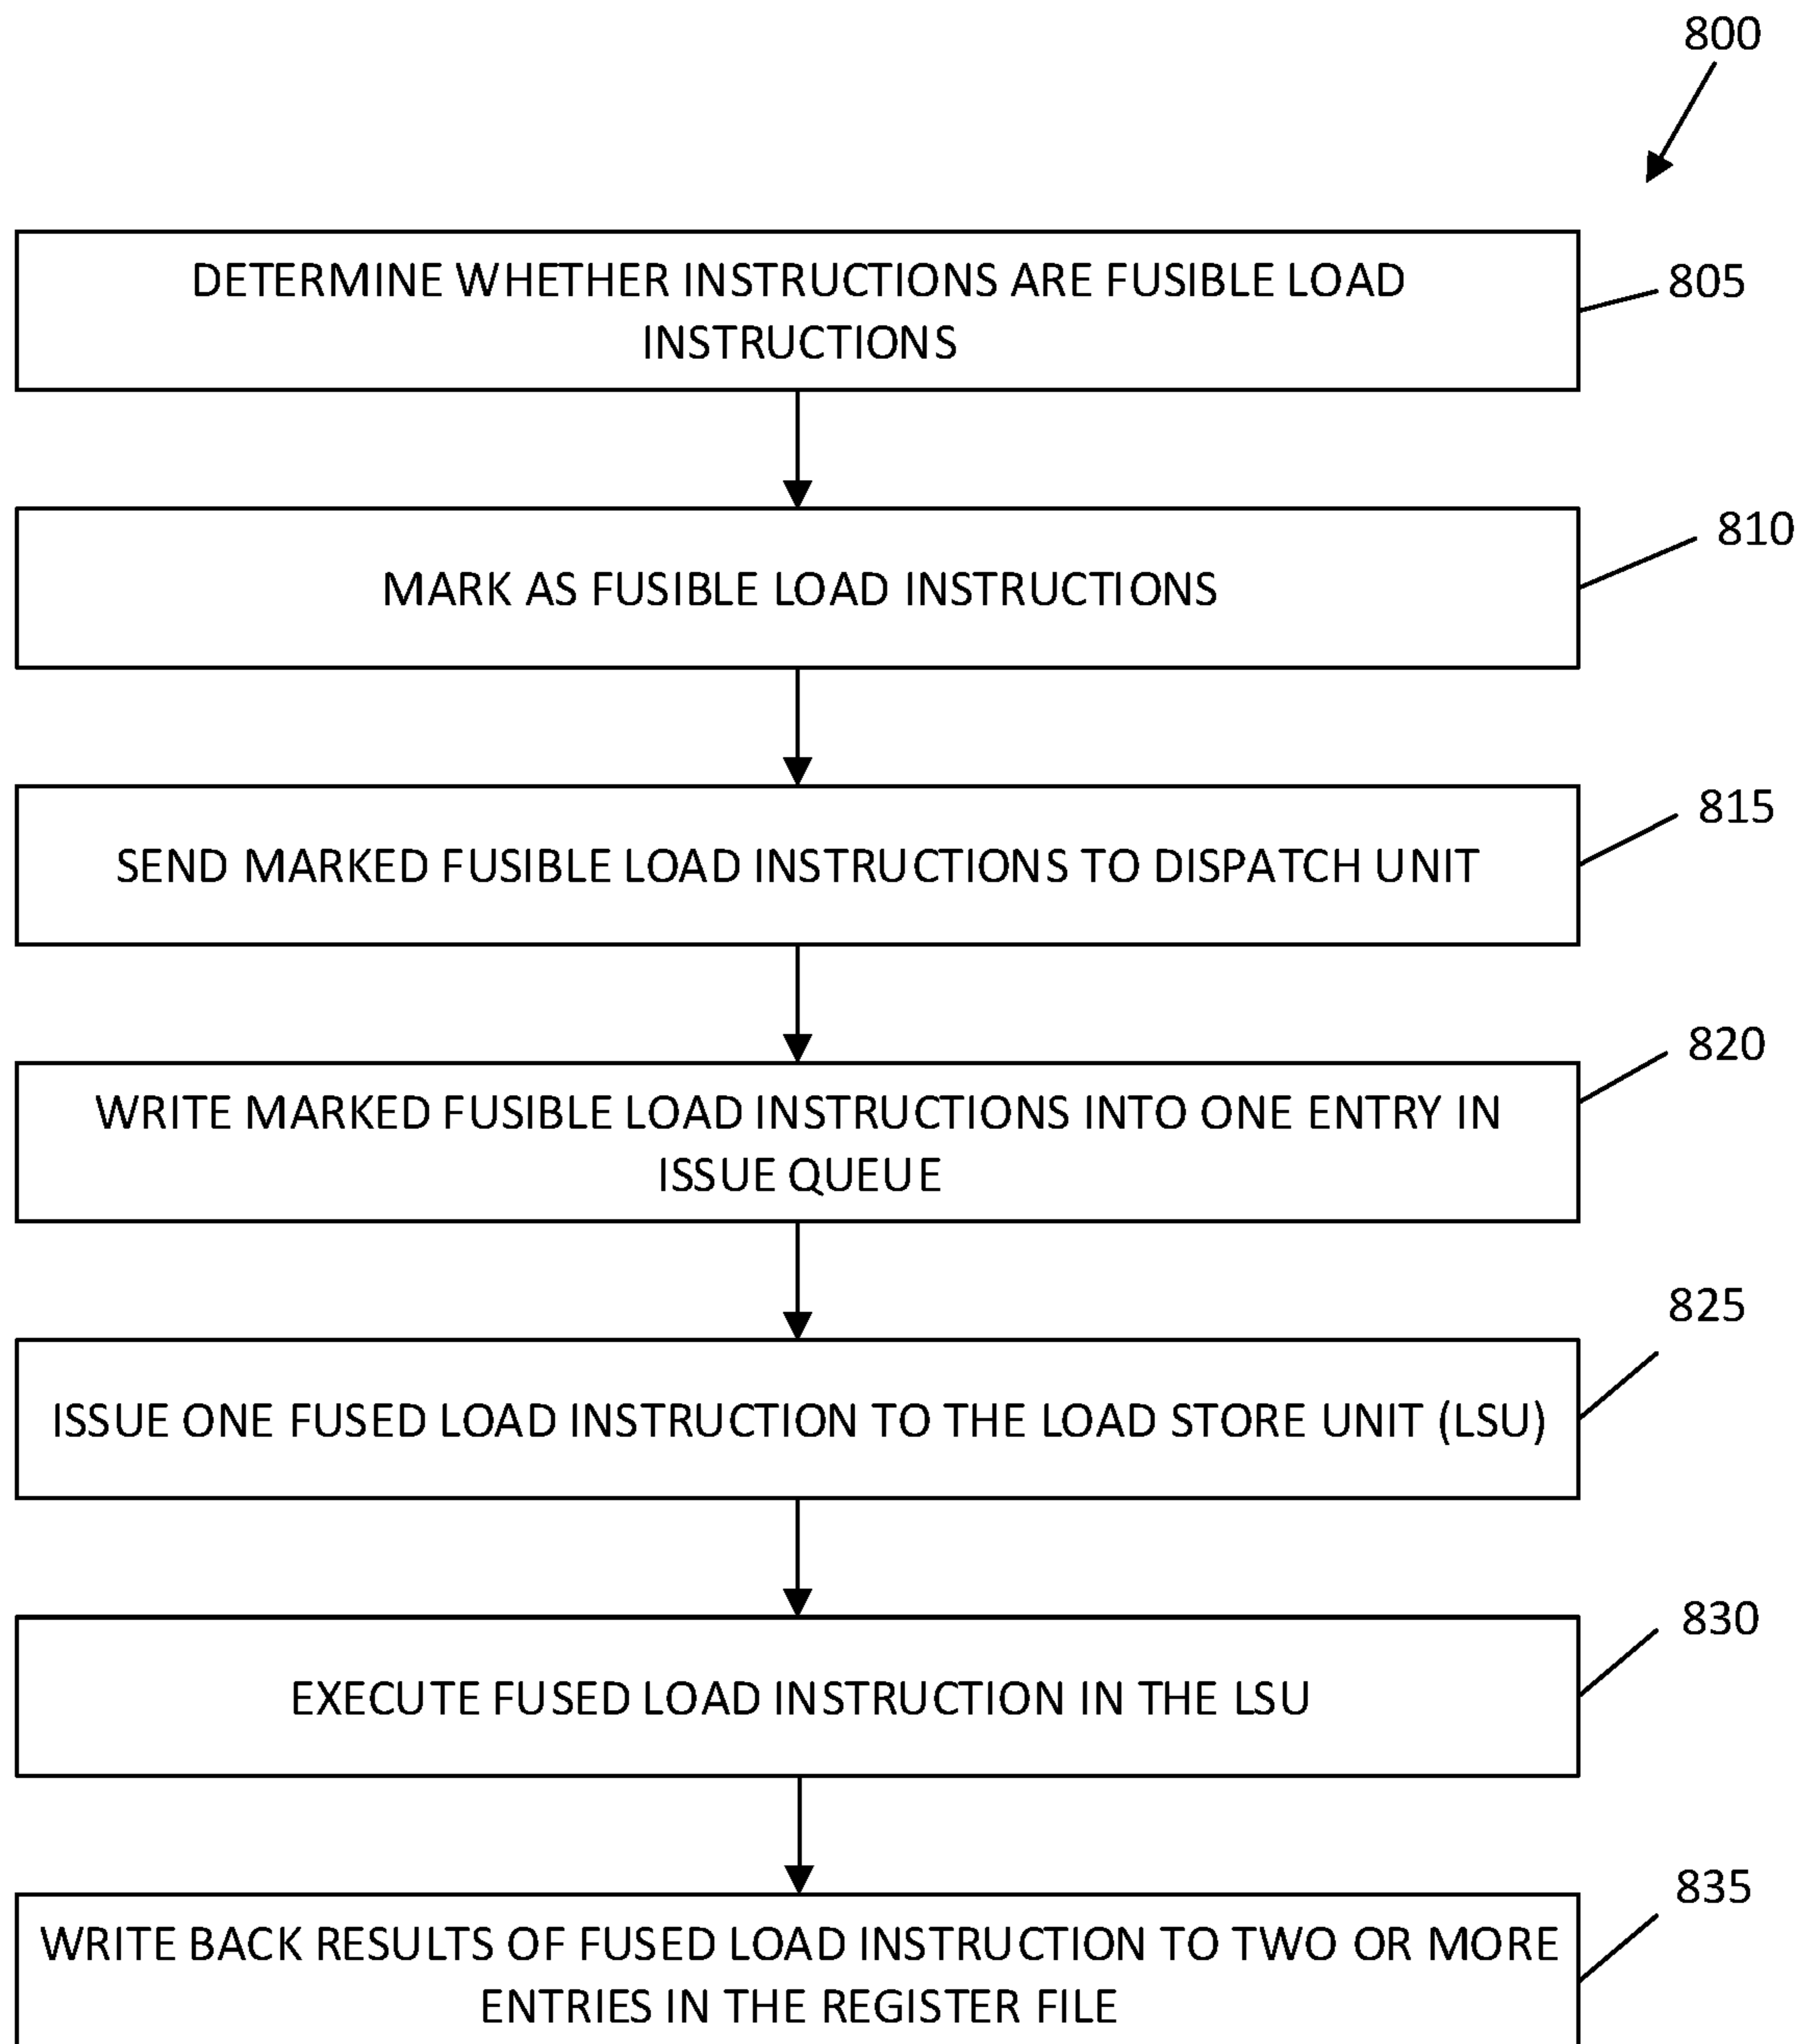 800
DETERMINE WHETHER INSTRUCTIONS ARE FUSIBLE LOAD
INSTRUCTIONS
805
MARK AS FUSIBLE LOAD INSTRUCTIONS
810
SEND MARKED FUSIBLE LOAD INSTRUCTIONS TO DISPATCH UNIT
815
WRITE MARKED FUSIBLE LOAD INSTRUCTIONS INTO ONE ENTRY IN
ISSUE QUEUE
820
ISSUE ONE FUSED LOAD INSTRUCTION TO THE LOAD STORE UNIT (LSU)
825
EXECUTE FUSED LOAD INSTRUCTION IN THE LSU
830
WRITE BACK RESULTS OF FUSED LOAD INSTRUCTION TO TWO OR MORE
ENTRIES IN THE REGISTER FILE
835